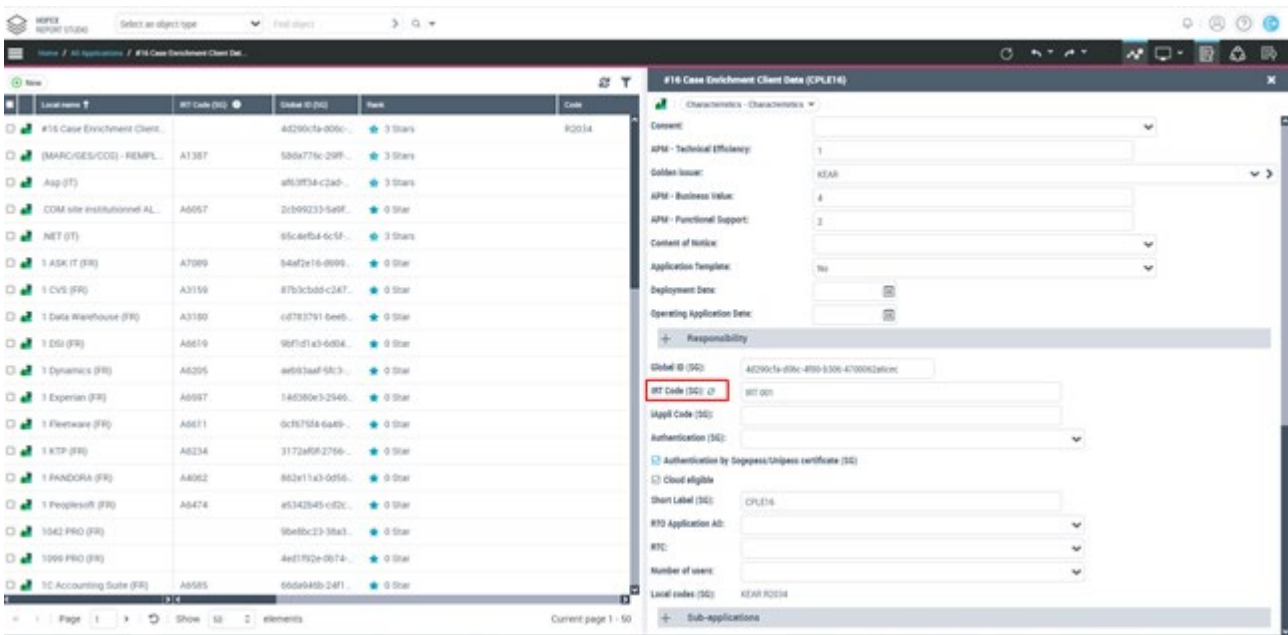 HOPEX
REPORT STUDIO
Select an object type
Find object
Home / All Applications / #16 Case Enrichment Client Dat...
New
Local name IRT Code (SG) Global ID (SG) Rank Code
#16 Case Enrichment Client... 3 Stars R2034
(MARC/GES/CCG) - REMPL... A1387 3 Stars
Asp (IT) 3 Stars
COM site institutionnel AL... A6057 0 Star
.NET (IT) 3 Stars
1 ASK IT (FR) A7089 0 Star
1 CVS (FR) A3159 0 Star
1 Data Warehouse (FR) A3180 0 Star
1 DSI (FR) A6619 0 Star
1 Dynamics (FR) A6205 0 Star
1 Experian (FR) A6597 0 Star
1 Fleetware (FR) A6611 0 Star
1 KTP (FR) A6234 0 Star
1 PANDORA (FR) A4062 0 Star
1 Peoplesoft (FR) A6474 0 Star
1042 PRO (FR) 0 Star
1099 PRO (FR) 0 Star
1C Accounting Suite (FR) A6585 0 Star
Page 1 Show 50 elements Current page 1 - 50
#16 Case Enrichment Client Data (CPLE16)
Characteristics - Characteristics
Consent:
APM - Technical Efficiency: 1
Golden Issuer: KEAR
APM - Business Value: 4
APM - Functional Support: 2
Content of Notice:
Application Template: No
Deployment Date:
Operating Application Date:
+ Responsibility
Global ID (SG):
IRT Code (SG): IRT 001
iAppli Code (SG):
Authentication (SG):
Authentication by Sogepass/Unipass certificate (SG)
Cloud eligible
Short Label (SG): CPLE16
RTO Application AD:
RTC:
Number of users:
Local codes (SG): KEAR R2034
+ Sub-applications